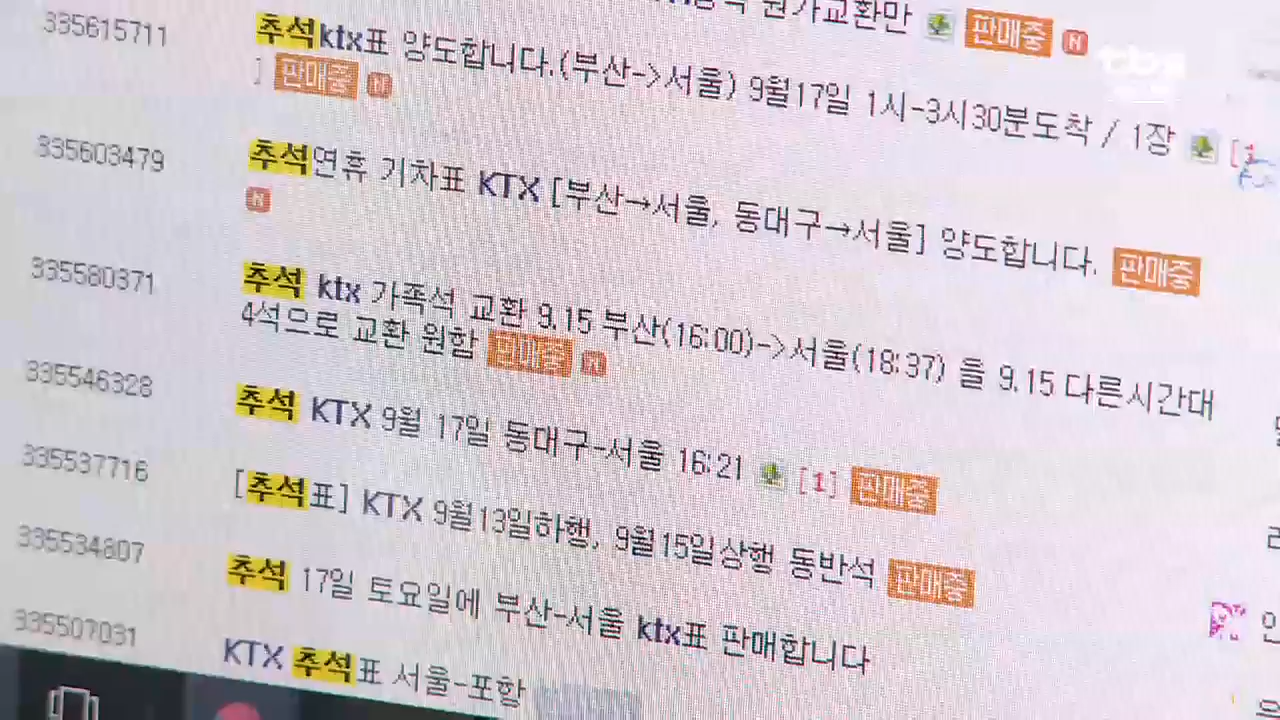 원가교환만 판매중 N
tbs
335615711
추석ktx표 양도합니다.(부산->서울) 9월17일 1시-3시30분도착 / 1장
] 판매중 N
335603479
추석연휴 기차표 KTX [부산→서울, 동대구→서울] 양도합니다. 판매중
N
335580371
추석 ktx 가족석 교환 9.15 부산(16:00)->서울(18:37) 을 9.15 다른시간대
4석으로 교환 원함 판매중 N
335546328
추석 KTX 9월 17일 동대구-서울 16:21 [1] 판매중
335537716
[추석표] KTX 9월13일하행, 9월15일상행 동반석 판매중
335534807
추석 17일 토요일에 부산-서울 ktx표 판매합니다
335507031
KTX 추석표 서울-포항